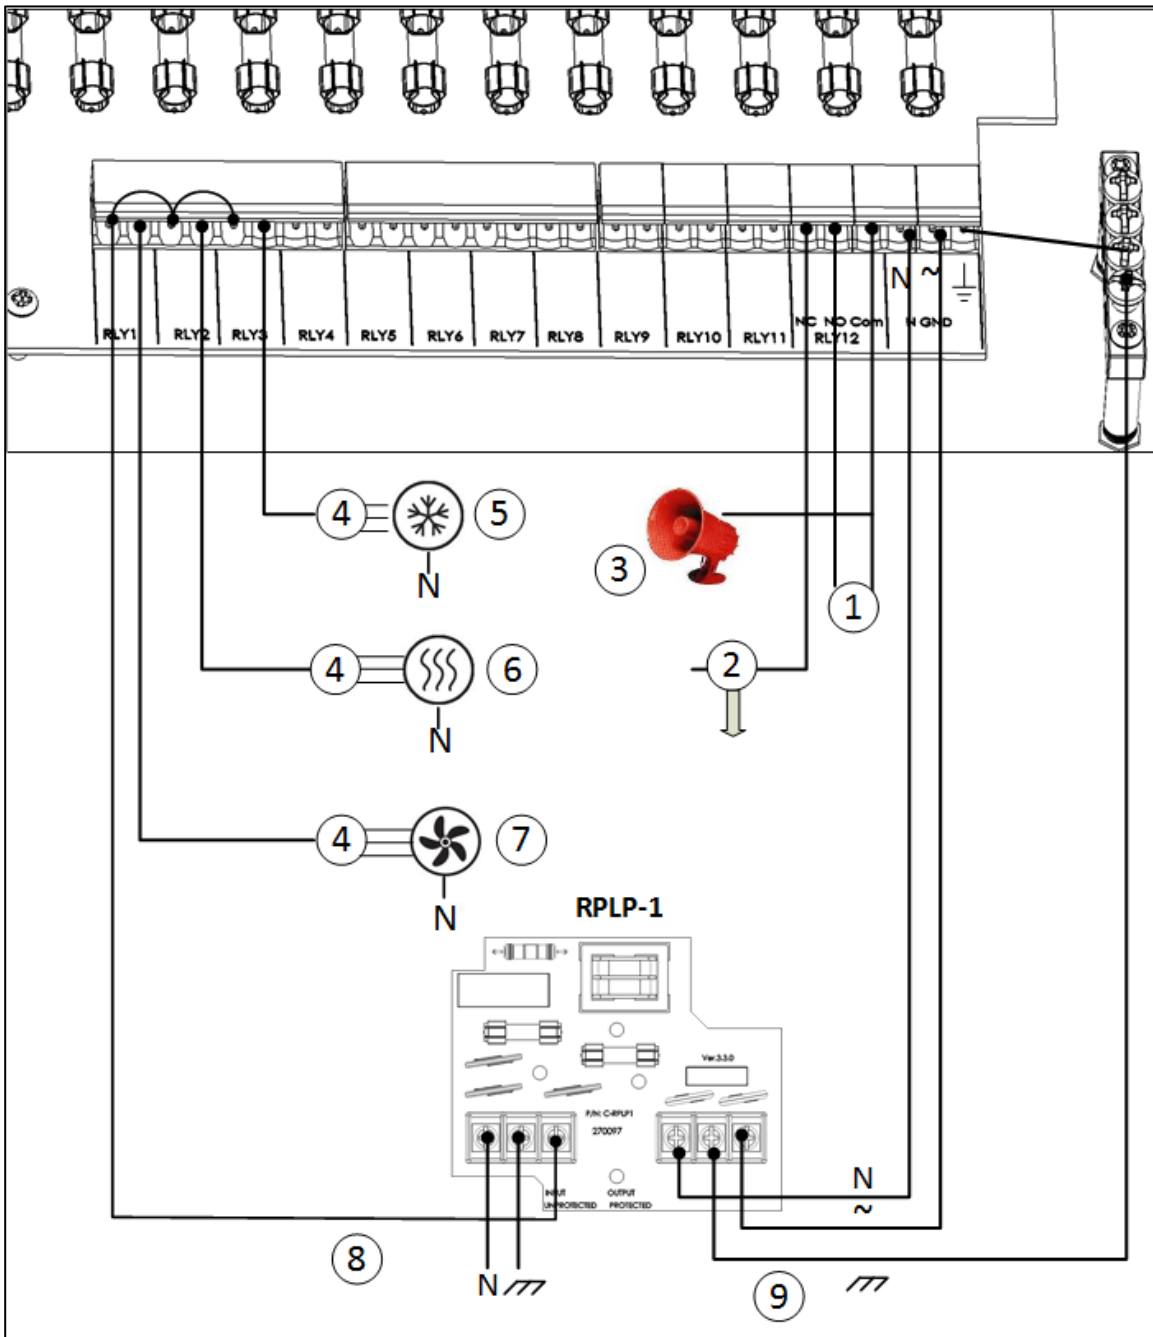 N ~
NC NO Com N GND
RLY1 RLY2 RLY3 RLY4 RLY5 RLY6 RLY7 RLY8 RLY9 RLY10 RLY11 RLY12
4 5
3
N
1
4 6
2
N
4 7
N
RPLP-1
Ver.3.3.0
P/N: C-RPLP1
270097
INPUT OUTPUT
UNPROTECTED PROTECTED
N
~
8
N
9